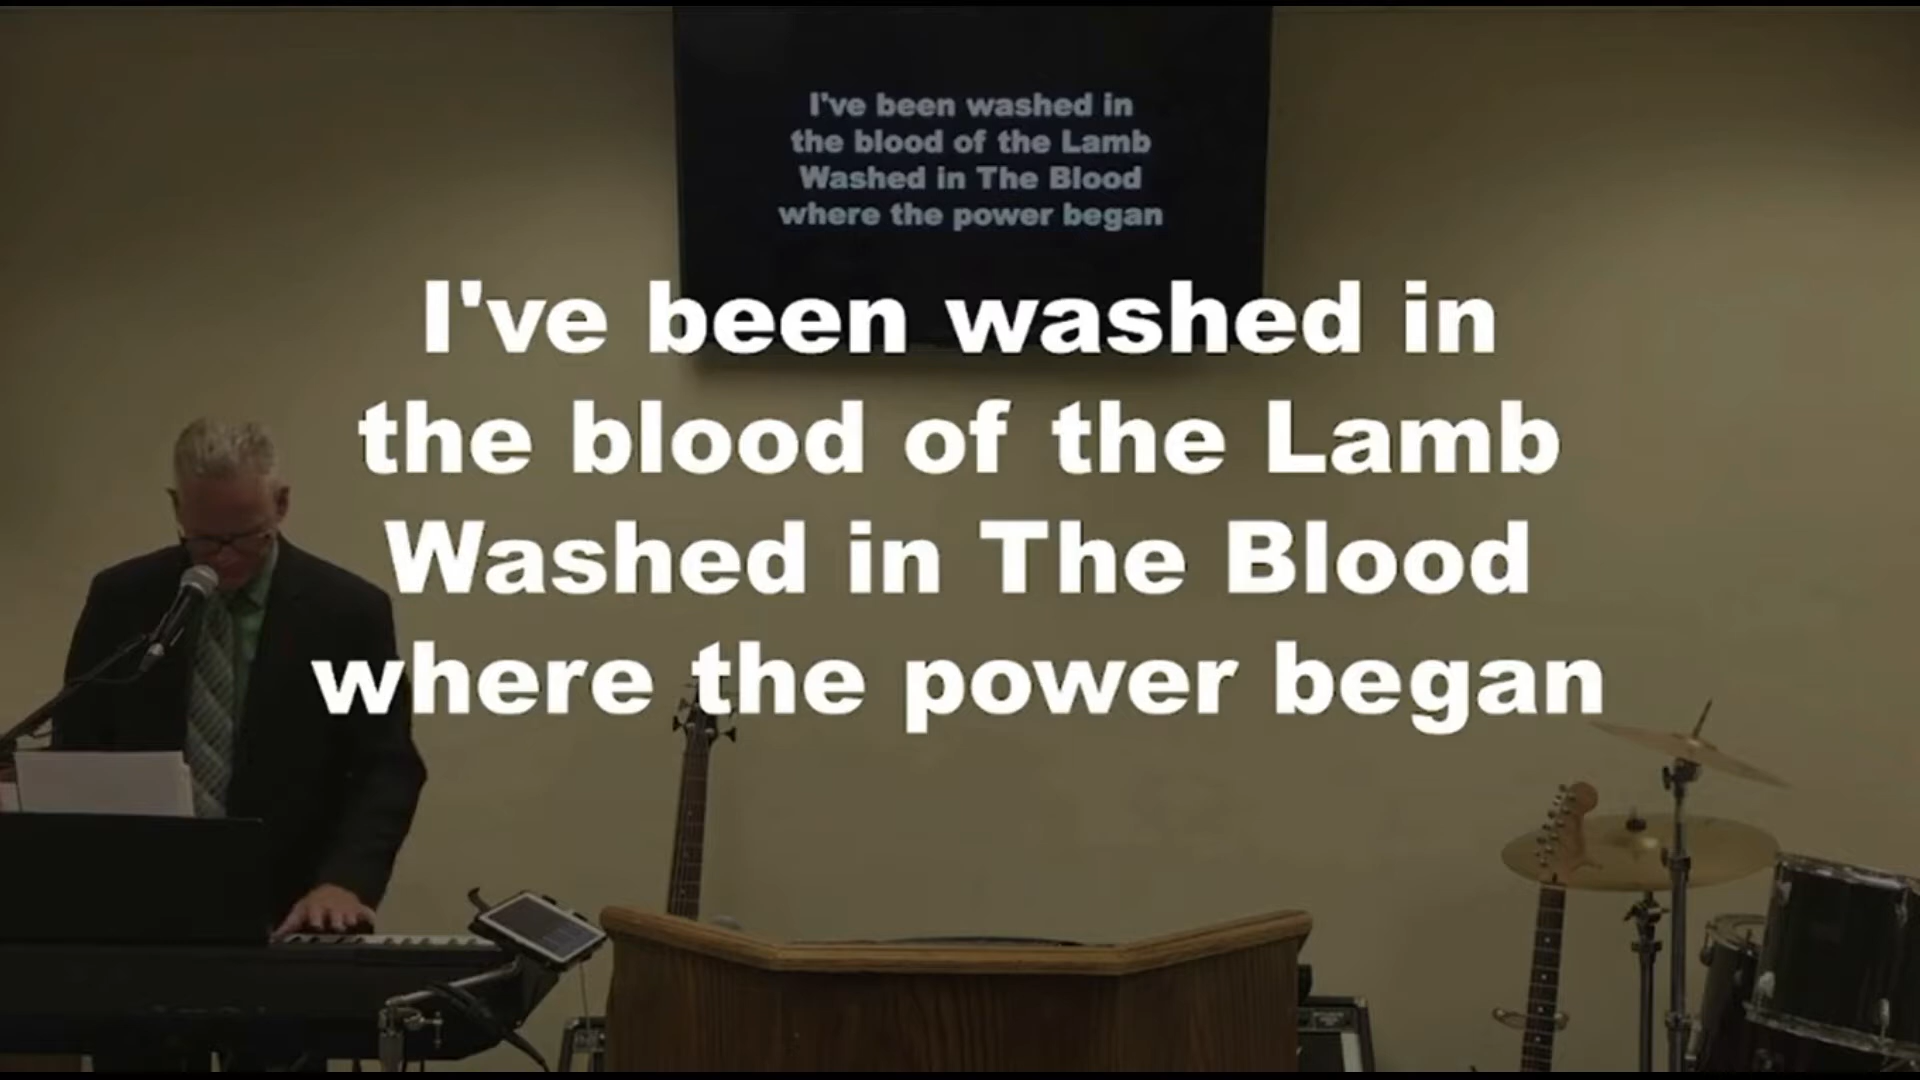 I've been washed in
the blood of the Lamb
Washed in The Blood
where the power began
I've been washed in
the blood of the Lamb
Washed in The Blood
where the power began